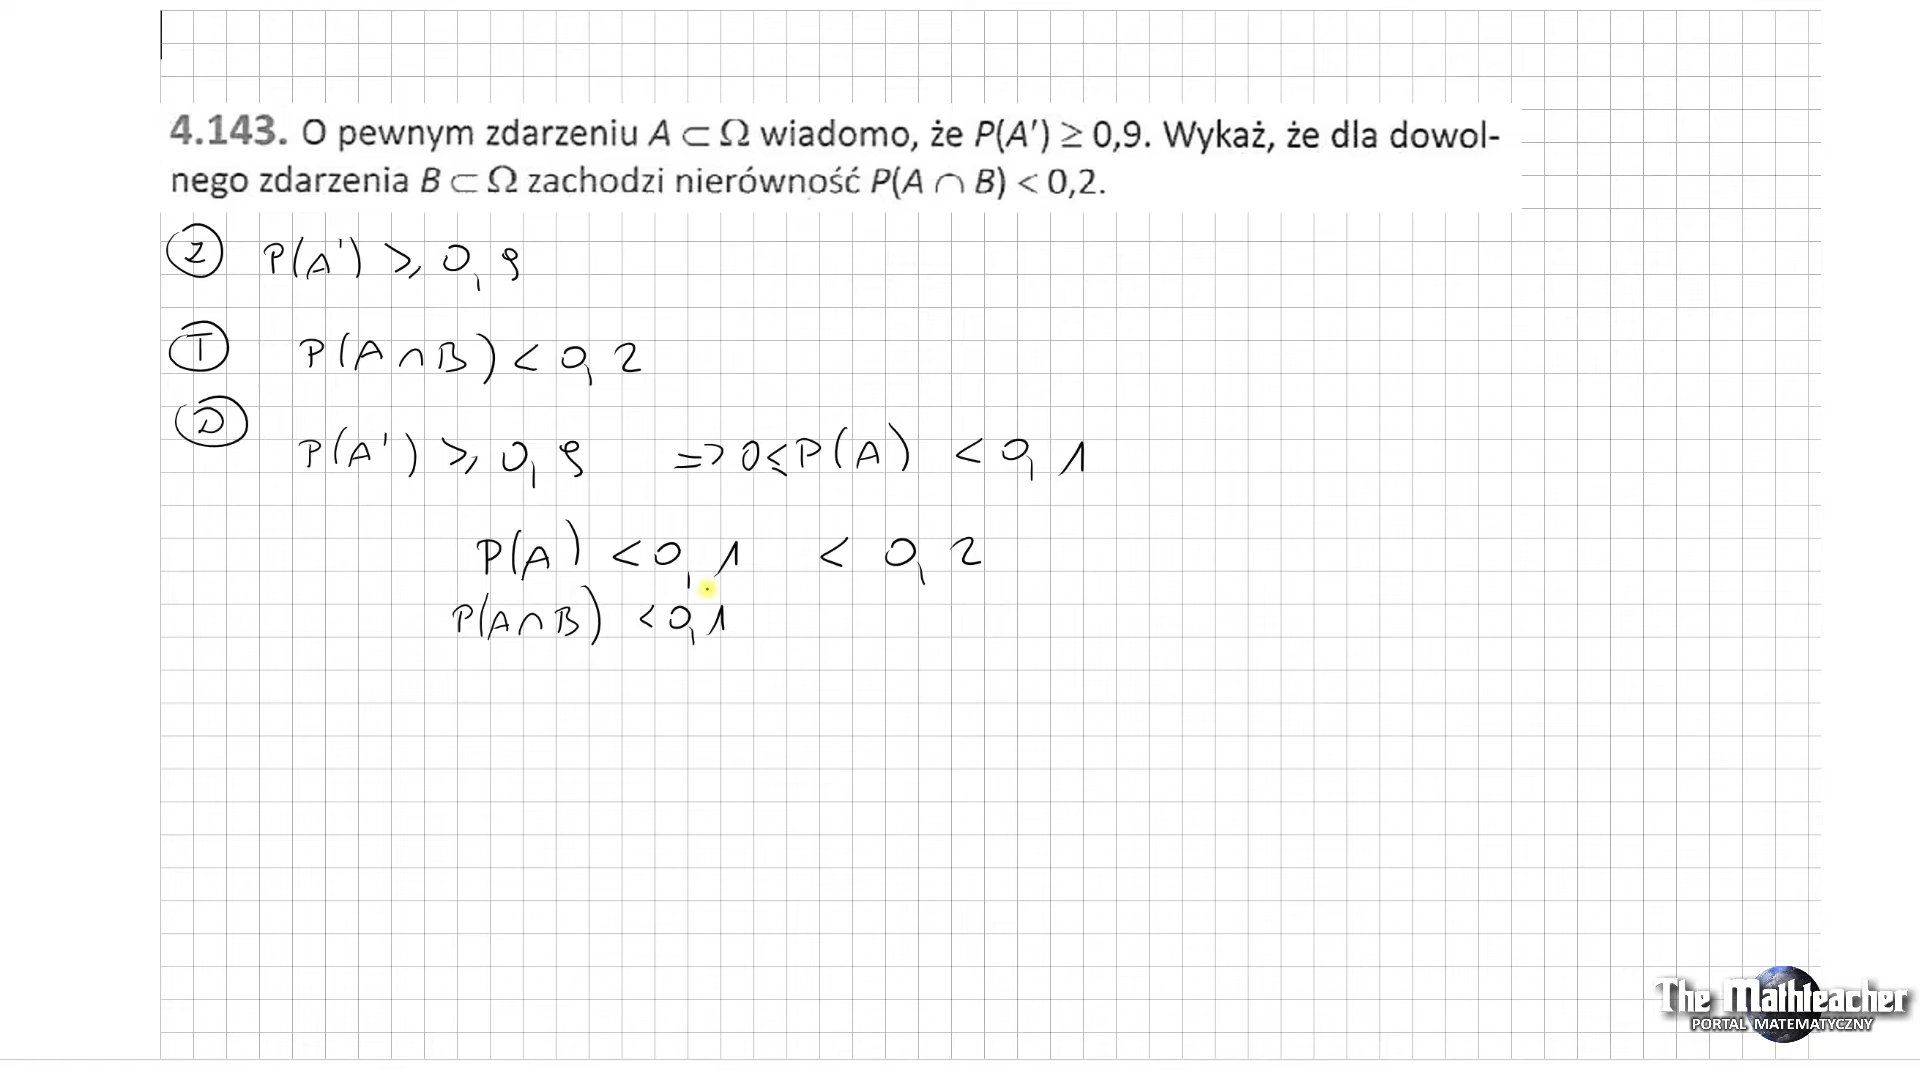 4.143. O pewnym zdarzeniu A ⊂ Ω wiadomo, że P(A') ≥ 0,9. Wykaż, że dla dowol-
nego zdarzenia B ⊂ Ω zachodzi nierówność P(A ∩ B) < 0,2.
Z P(A') ≥ 0,9
T P(A ∩ B) < 0,2
D
P(A') ≥ 0,9 => 0 ≤ P(A) < 0,1
P(A) < 0,1 < 0,2
P(A ∩ B) < 0,1
The Mathteacher
PORTAL MATEMATYCZNY